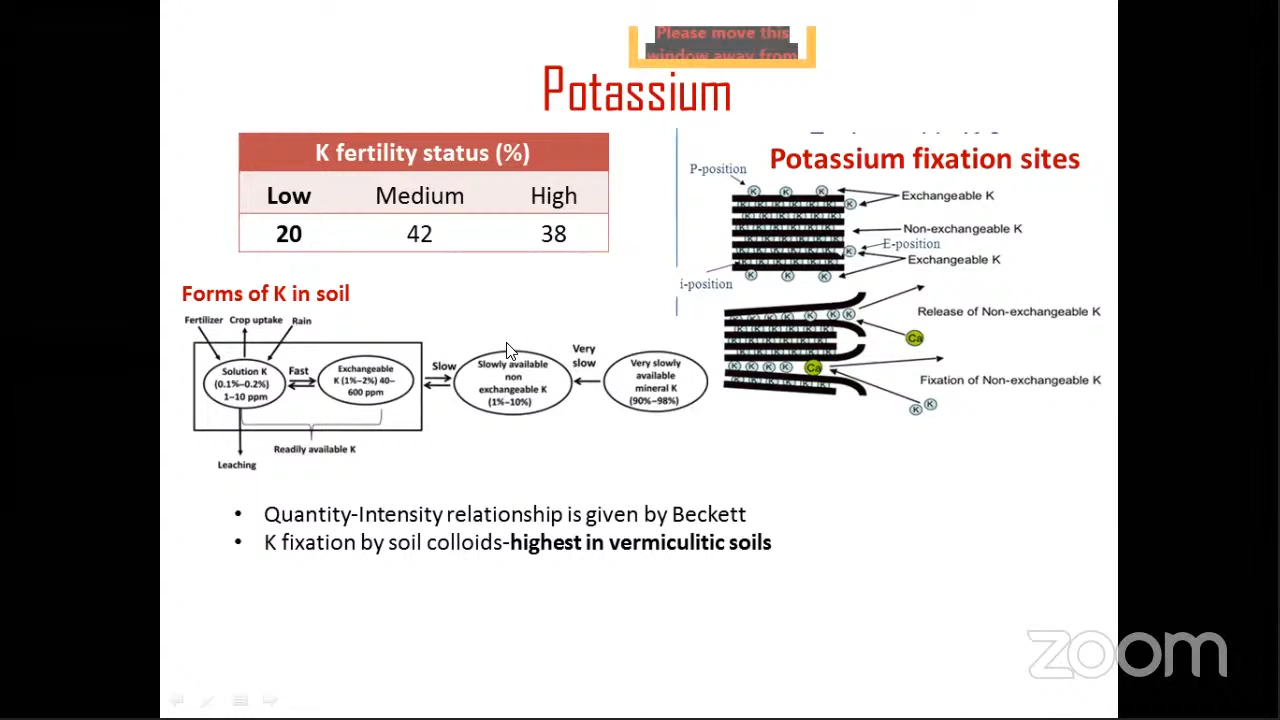 Please move this
window away from
Potassium
K fertility status (%)
Low Medium High
20 42 38
Potassium fixation sites
P-position
Exchangeable K
Non-exchangeable K
E-position
Exchangeable K
i-position
Release of Non-exchangeable K
Ca
Ca
Fixation of Non-exchangeable K
K K
Forms of K in soil
Fertilizer Crop uptake Rain
Solution K
(0.1%–0.2%)
1–10 ppm
Fast
Exchangeable
K (1%–2%) 40–
600 ppm
Slow
Slowly available
non
exchangeable K
(1%–10%)
Very
slow
Very slowly
available
mineral K
(90%–98%)
Readily available K
Leaching
• Quantity-Intensity relationship is given by Beckett
• K fixation by soil colloids-highest in vermiculitic soils
zoom